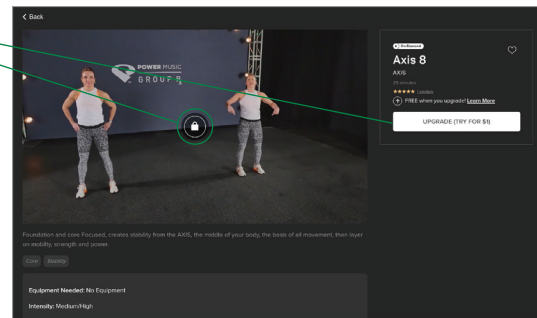 Back
POWER MUSIC
GROUP R
On-Demand
Axis 8
AXIS
25 minutes
1 review
FREE when you upgrade! Learn More
UPGRADE (TRY FOR $1)
Foundation and core Focused, creates stability from the AXIS, the middle of your body, the basis of all movement, then layer
on mobility, strength and power.
Core Stability
Equipment Needed: No Equipment
Intensity: Medium/High